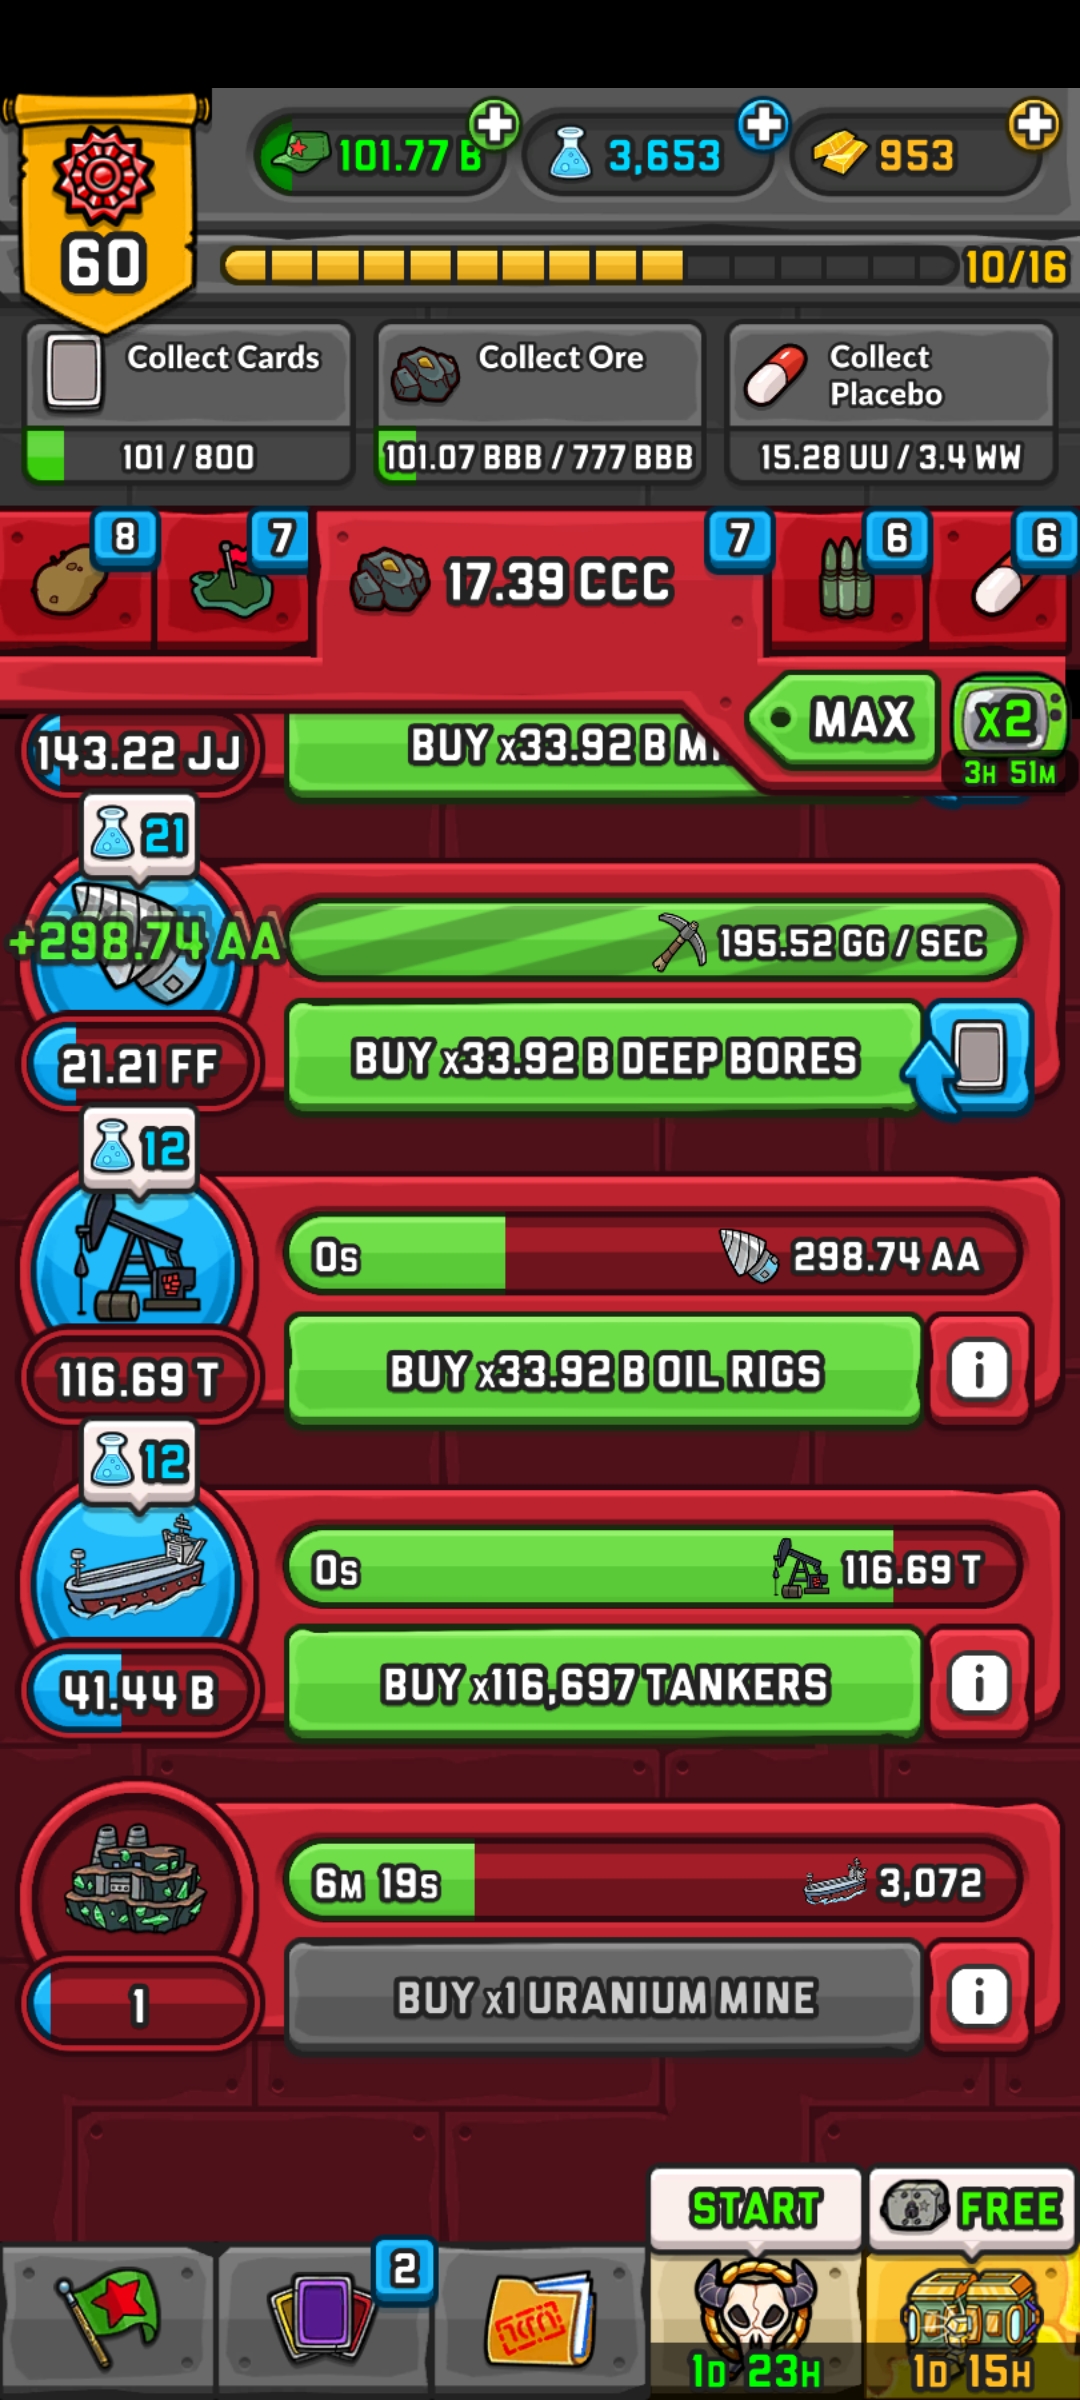 60
101.77 B
3,653
953
10/16
Collect Cards
101 / 800
Collect Ore
101.07 BBB / 777 BBB
Collect
Placebo
15.28 UU / 3.4 WW
8
7
17.39 CCC
7
6
6
MAX
x2
3H 51M
143.22 JJ
BUY x33.92 B
21
+298.74 AA
195.52 GG / SEC
21.21 FF
BUY x33.92 B DEEP BORES
12
0s
298.74 AA
116.69 T
BUY x33.92 B OIL RIGS
i
12
0s
116.69 T
41.44 B
BUY x116,697 TANKERS
i
6M 19s
3,072
1
BUY x1 URANIUM MINE
i
START
FREE
2
1D 23H
1D 15H